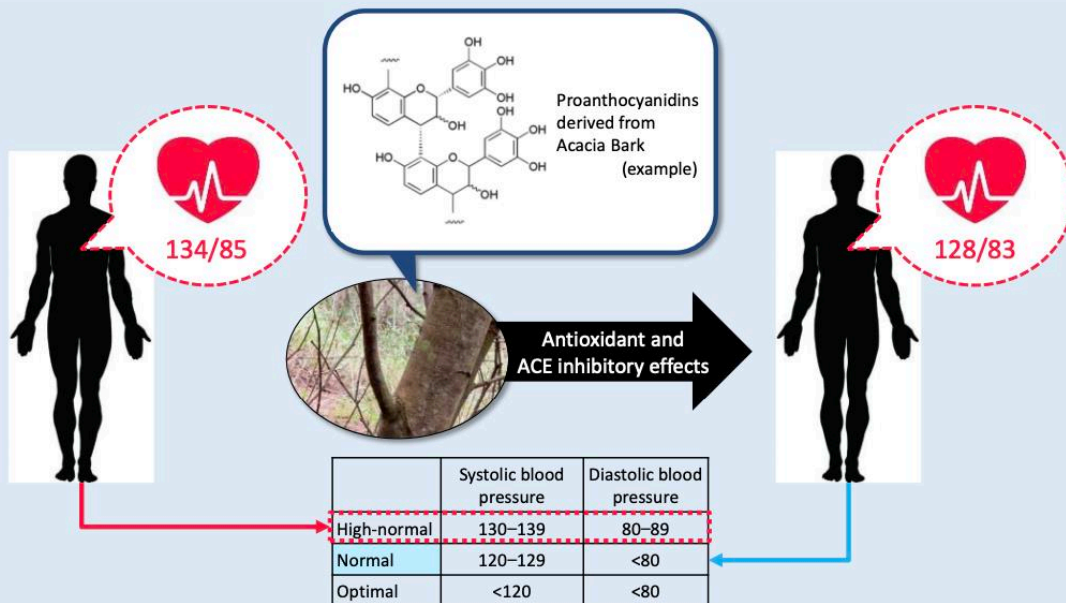 OH
OH
OH
HO
O
OH
OH
OH
OH
HO
O
OH
Proanthocyanidins
derived from
Acacia Bark
(example)
134/85
128/83
Antioxidant and
ACE inhibitory effects
Systolic blood
pressure
Diastolic blood
pressure
High-normal 130–139 80–89
Normal 120–129 <80
Optimal <120 <80